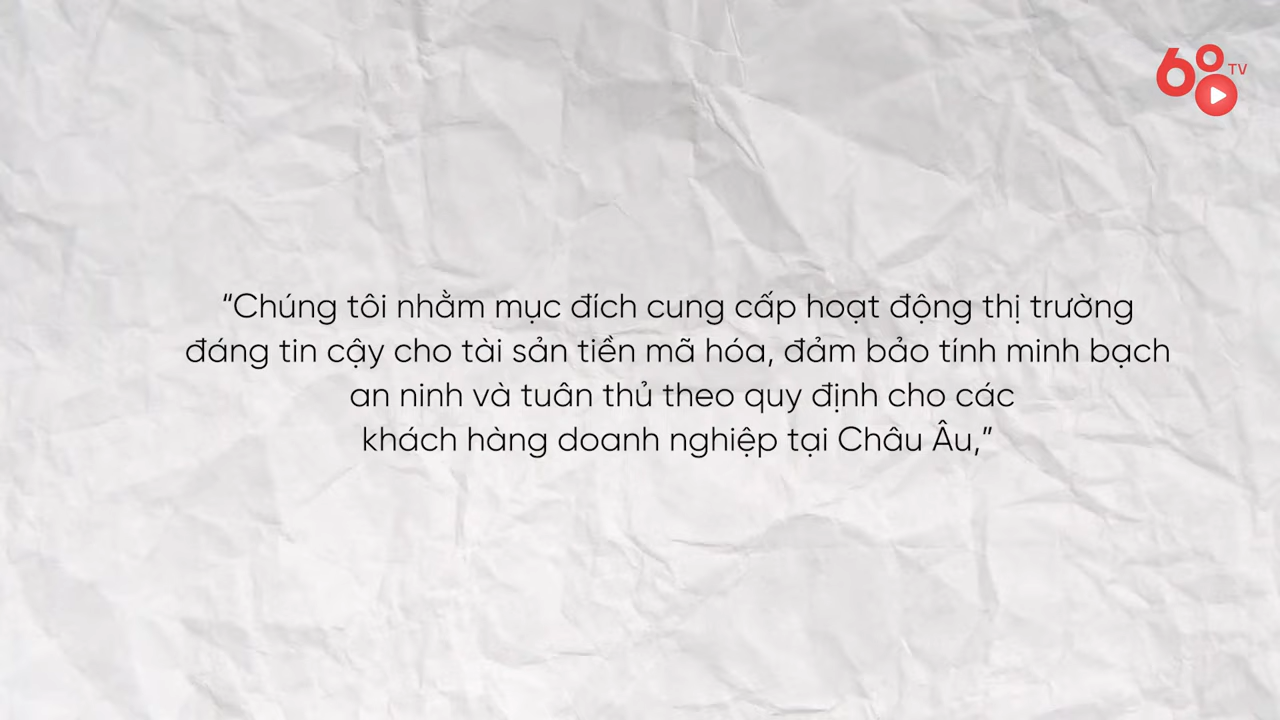 68 TV
“Chúng tôi nhằm mục đích cung cấp hoạt động thị trường
đáng tin cậy cho tài sản tiền mã hóa, đảm bảo tính minh bạch
an ninh và tuân thủ theo quy định cho các
khách hàng doanh nghiệp tại Châu Âu,”